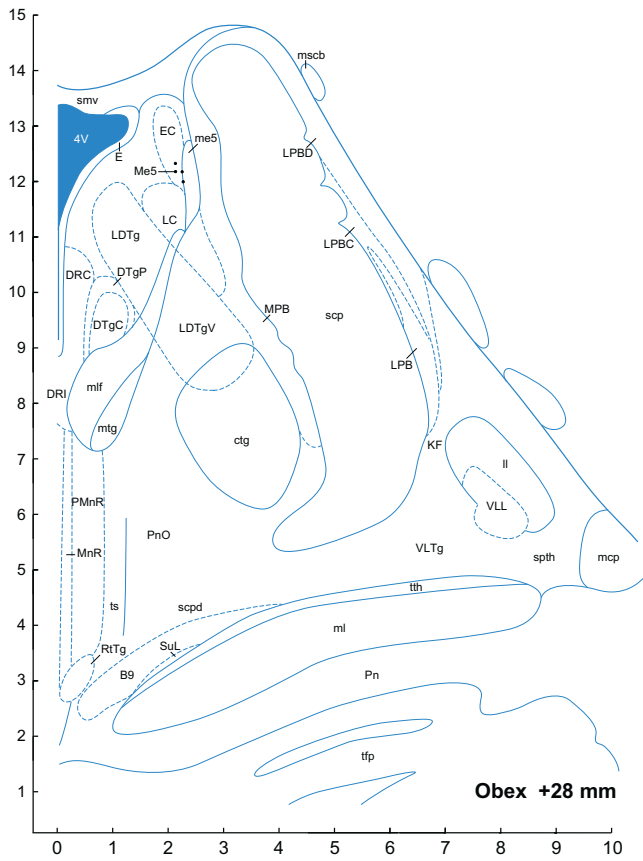 15
mscb
14
smv
13
4V
EC
me5
LPBD
E
Me5
12
LC
11
LDTg
LPBC
DRC
DTgP
10
MPB
scp
DTgC
LDTgV
9
LPB
DRI
mlf
8
mtg
ctg
KF
ll
7
PMnR
VLL
6
PnO
MnR
VLTg
5
spth
mcp
tth
ts
scpd
4
ml
RtTg
SuL
B9
Pn
3
2
tfp
1
Obex +28 mm
0 1 2 3 4 5 6 7 8 9 10